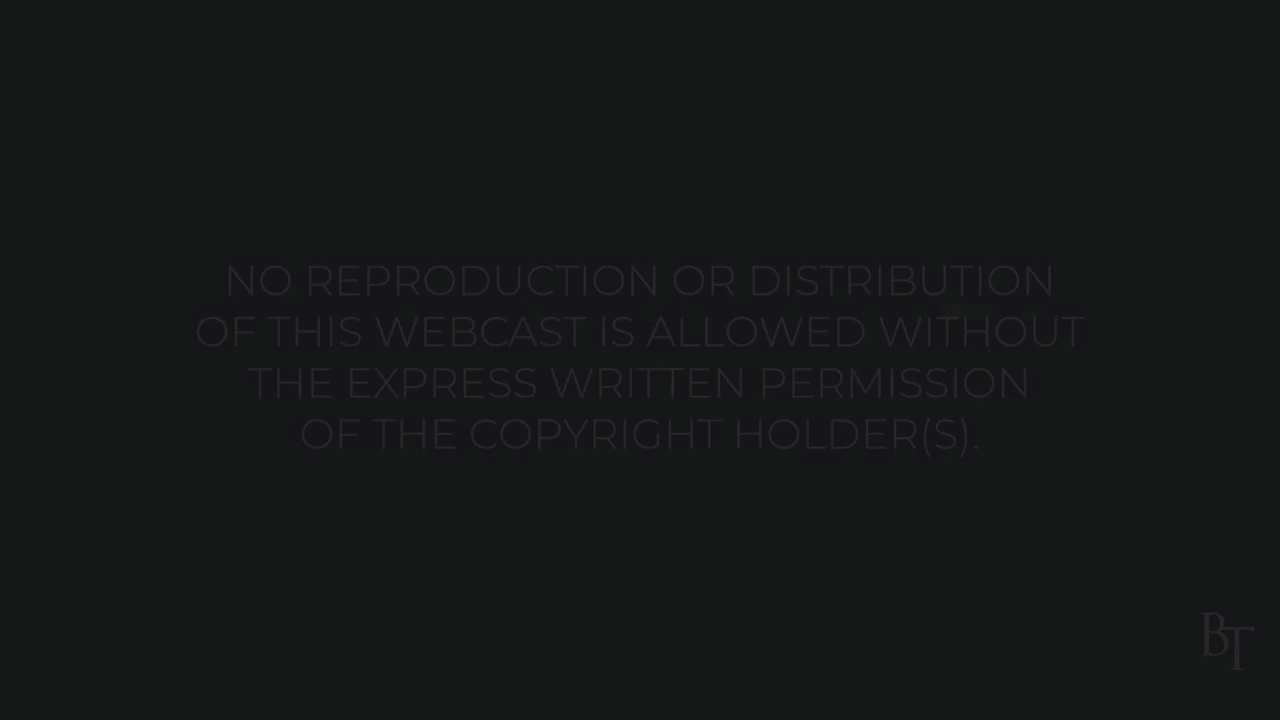 NO REPRODUCTION OR DISTRIBUTION
OF THIS WEBCAST IS ALLOWED WITHOUT
THE EXPRESS WRITTEN PERMISSION
OF THE COPYRIGHT HOLDER(S).
BT